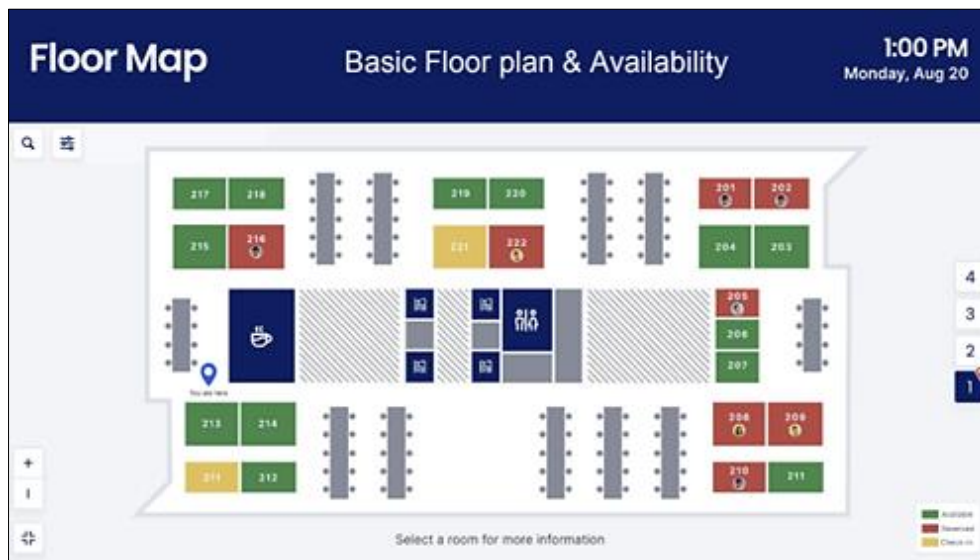 Floor Map
Basic Floor plan & Availability
1:00 PM
Monday, Aug 20
217 218 219 220 201 202
215 216 221 222 204 203
205
206
207
4
3
2
1
You are here
213 214 208 209
211 212 210 211
Available
Reserved
Check-in
Select a room for more information